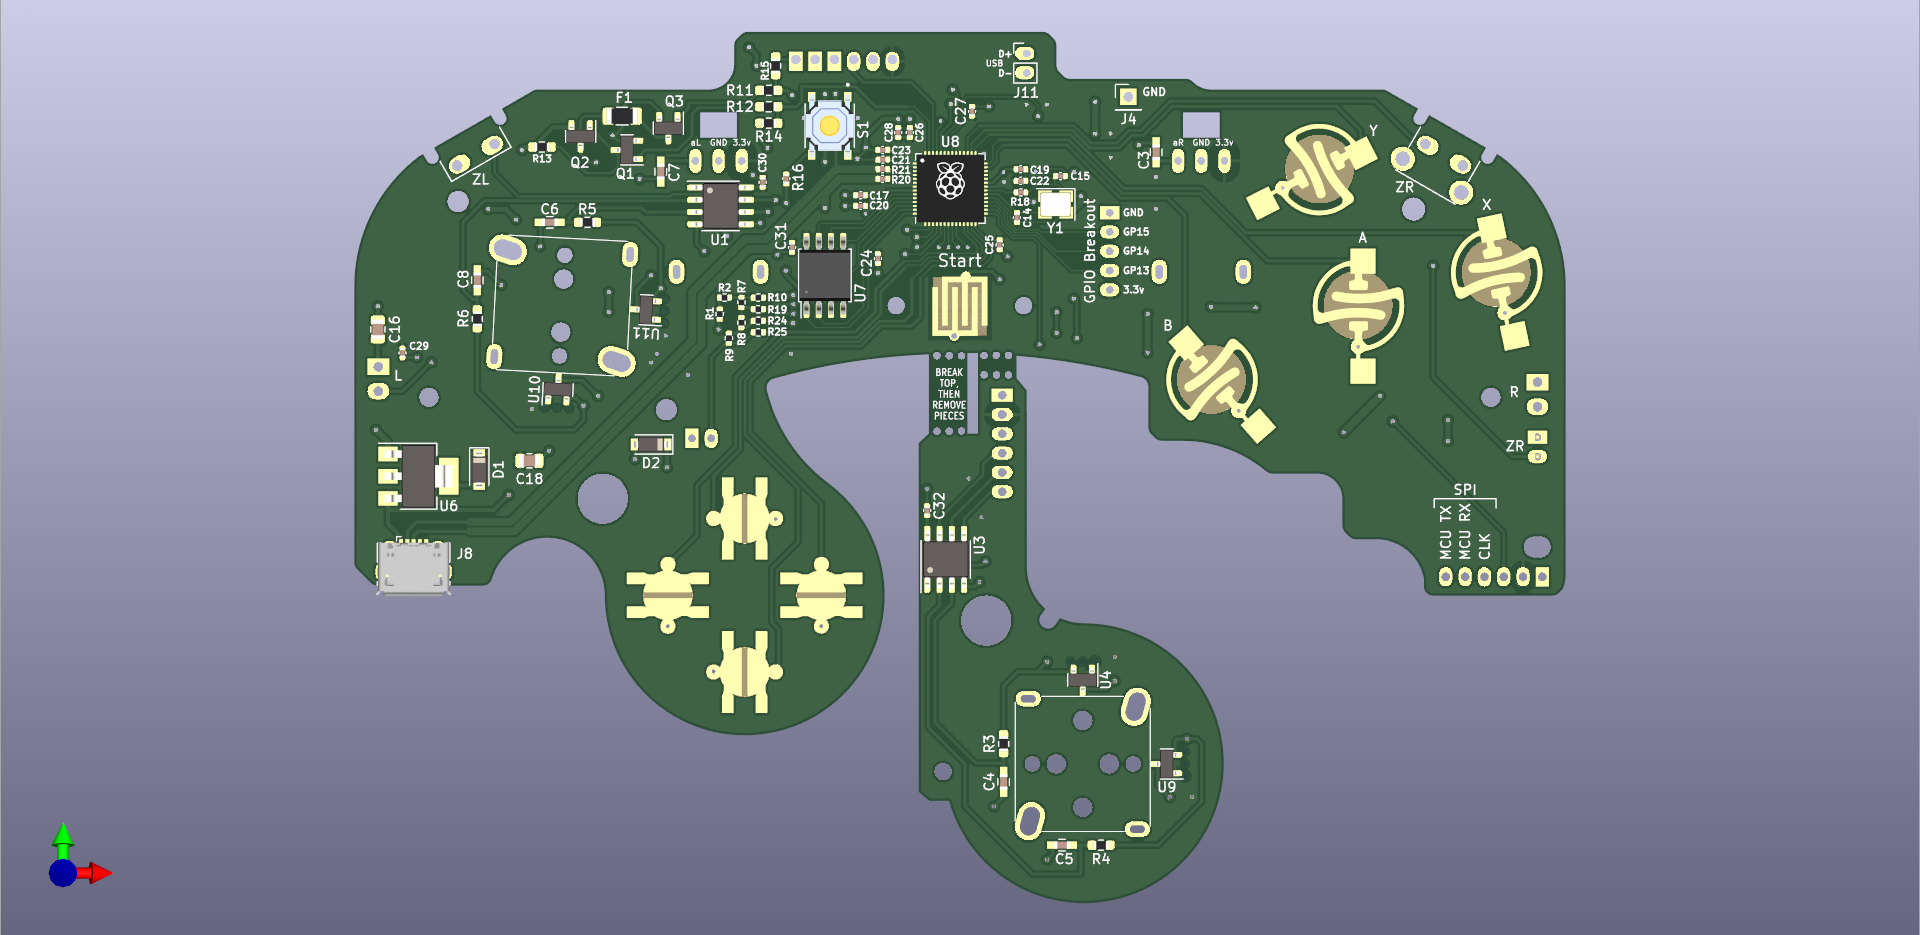 R15
R11
R12
R14
D+
USB
D-
J11
GND
J4
F1
Q3
Q2
Q1
R13
C7
aL GND 3.3v
C30
R16
S1
C28
C26
C27
C23
C21
R21
R20
C17
C20
U8
C19
C22
R18
C15
C14
C25
Y1
C3
aR GND 3.3v
Y
ZR
X
A
B
ZL
C6
R5
U1
C31
C24
U7
Start
GPIO Breakout
GND
GP15
GP14
GP13
3.3v
C8
R6
U11
U10
R2
R7
R1
R8
R9
R10
R19
R24
R25
C16
C29
L
BREAK
TOP,
THEN
REMOVE
PIECES
R
ZR
D2
D1
C18
U6
J8
C32
U3
SPI
MCU TX
MCU RX
CLK
U4
R3
C4
U9
C5
R4